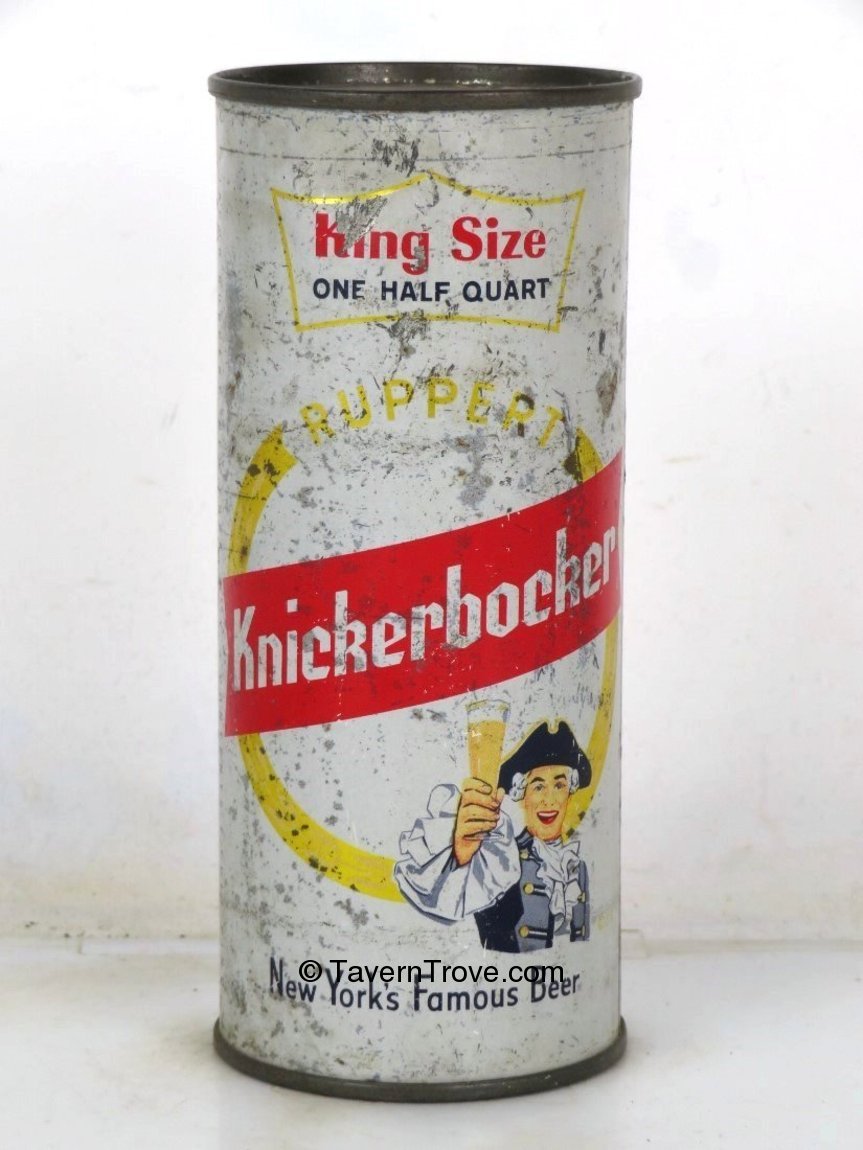 King Size
ONE HALF QUART
RUPPERT
Knickerbocker
© TavernTrove.com
New York's Famous Beer